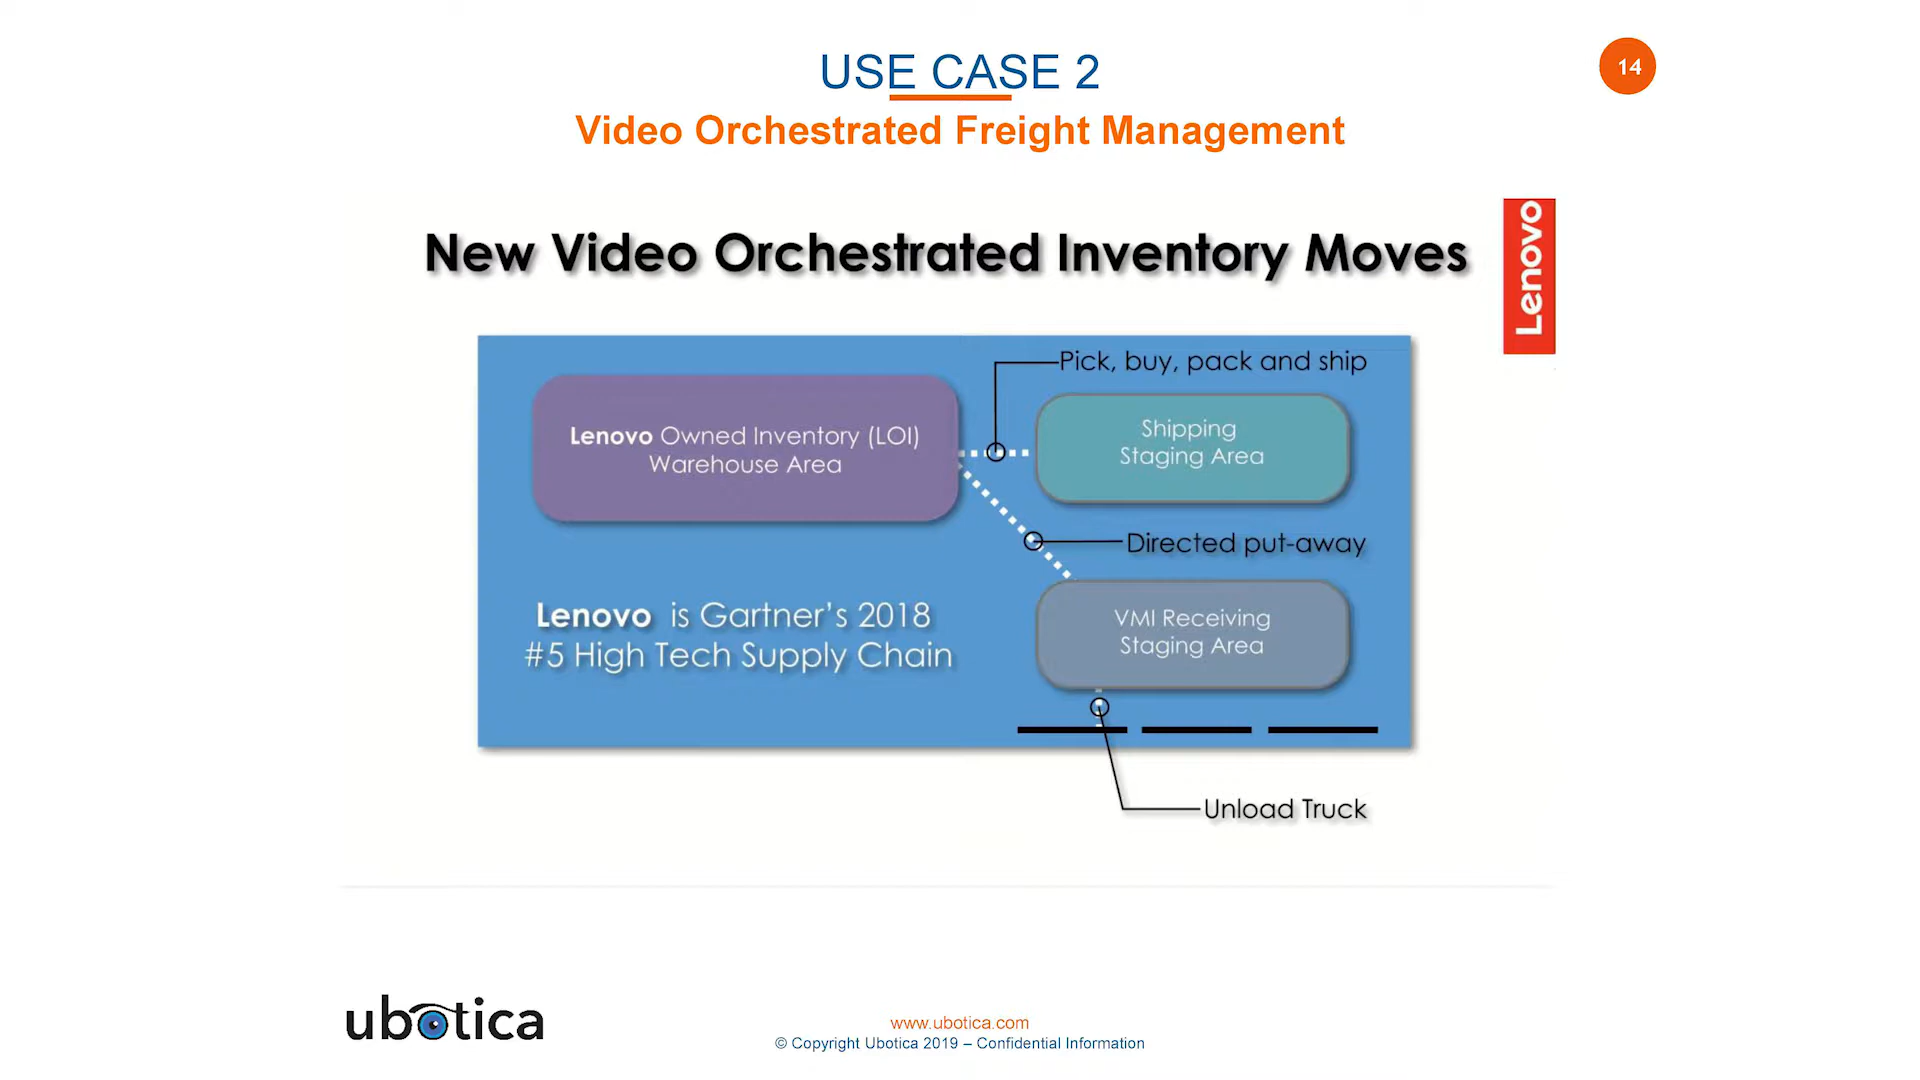 USE CASE 2
14
Video Orchestrated Freight Management
New Video Orchestrated Inventory Moves
Lenovo
Pick, buy, pack and ship
Lenovo Owned Inventory (LOI)
Warehouse Area
Shipping
Staging Area
Directed put-away
Lenovo is Gartner's 2018
#5 High Tech Supply Chain
VMI Receiving
Staging Area
Unload Truck
ubotica
www.ubotica.com
© Copyright Ubotica 2019 – Confidential Information